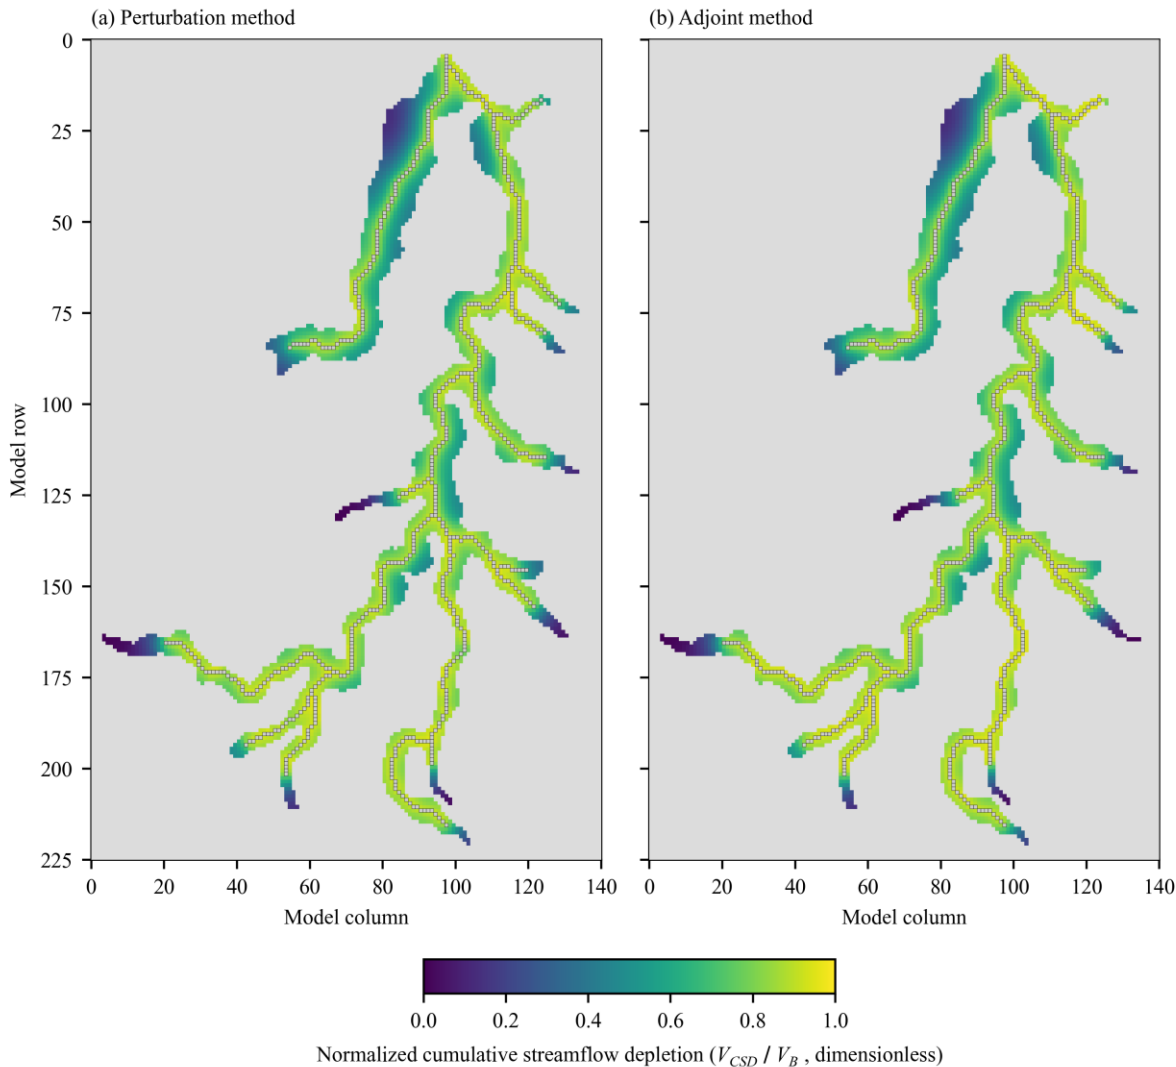 (a) Perturbation method
(b) Adjoint method
0
25
50
75
100
125
150
175
200
225
Model row
0 20 40 60 80 100 120 140
0 20 40 60 80 100 120 140
Model column
Model column
0.0 0.2 0.4 0.6 0.8 1.0
Normalized cumulative streamflow depletion (V_CSD / V_B , dimensionless)